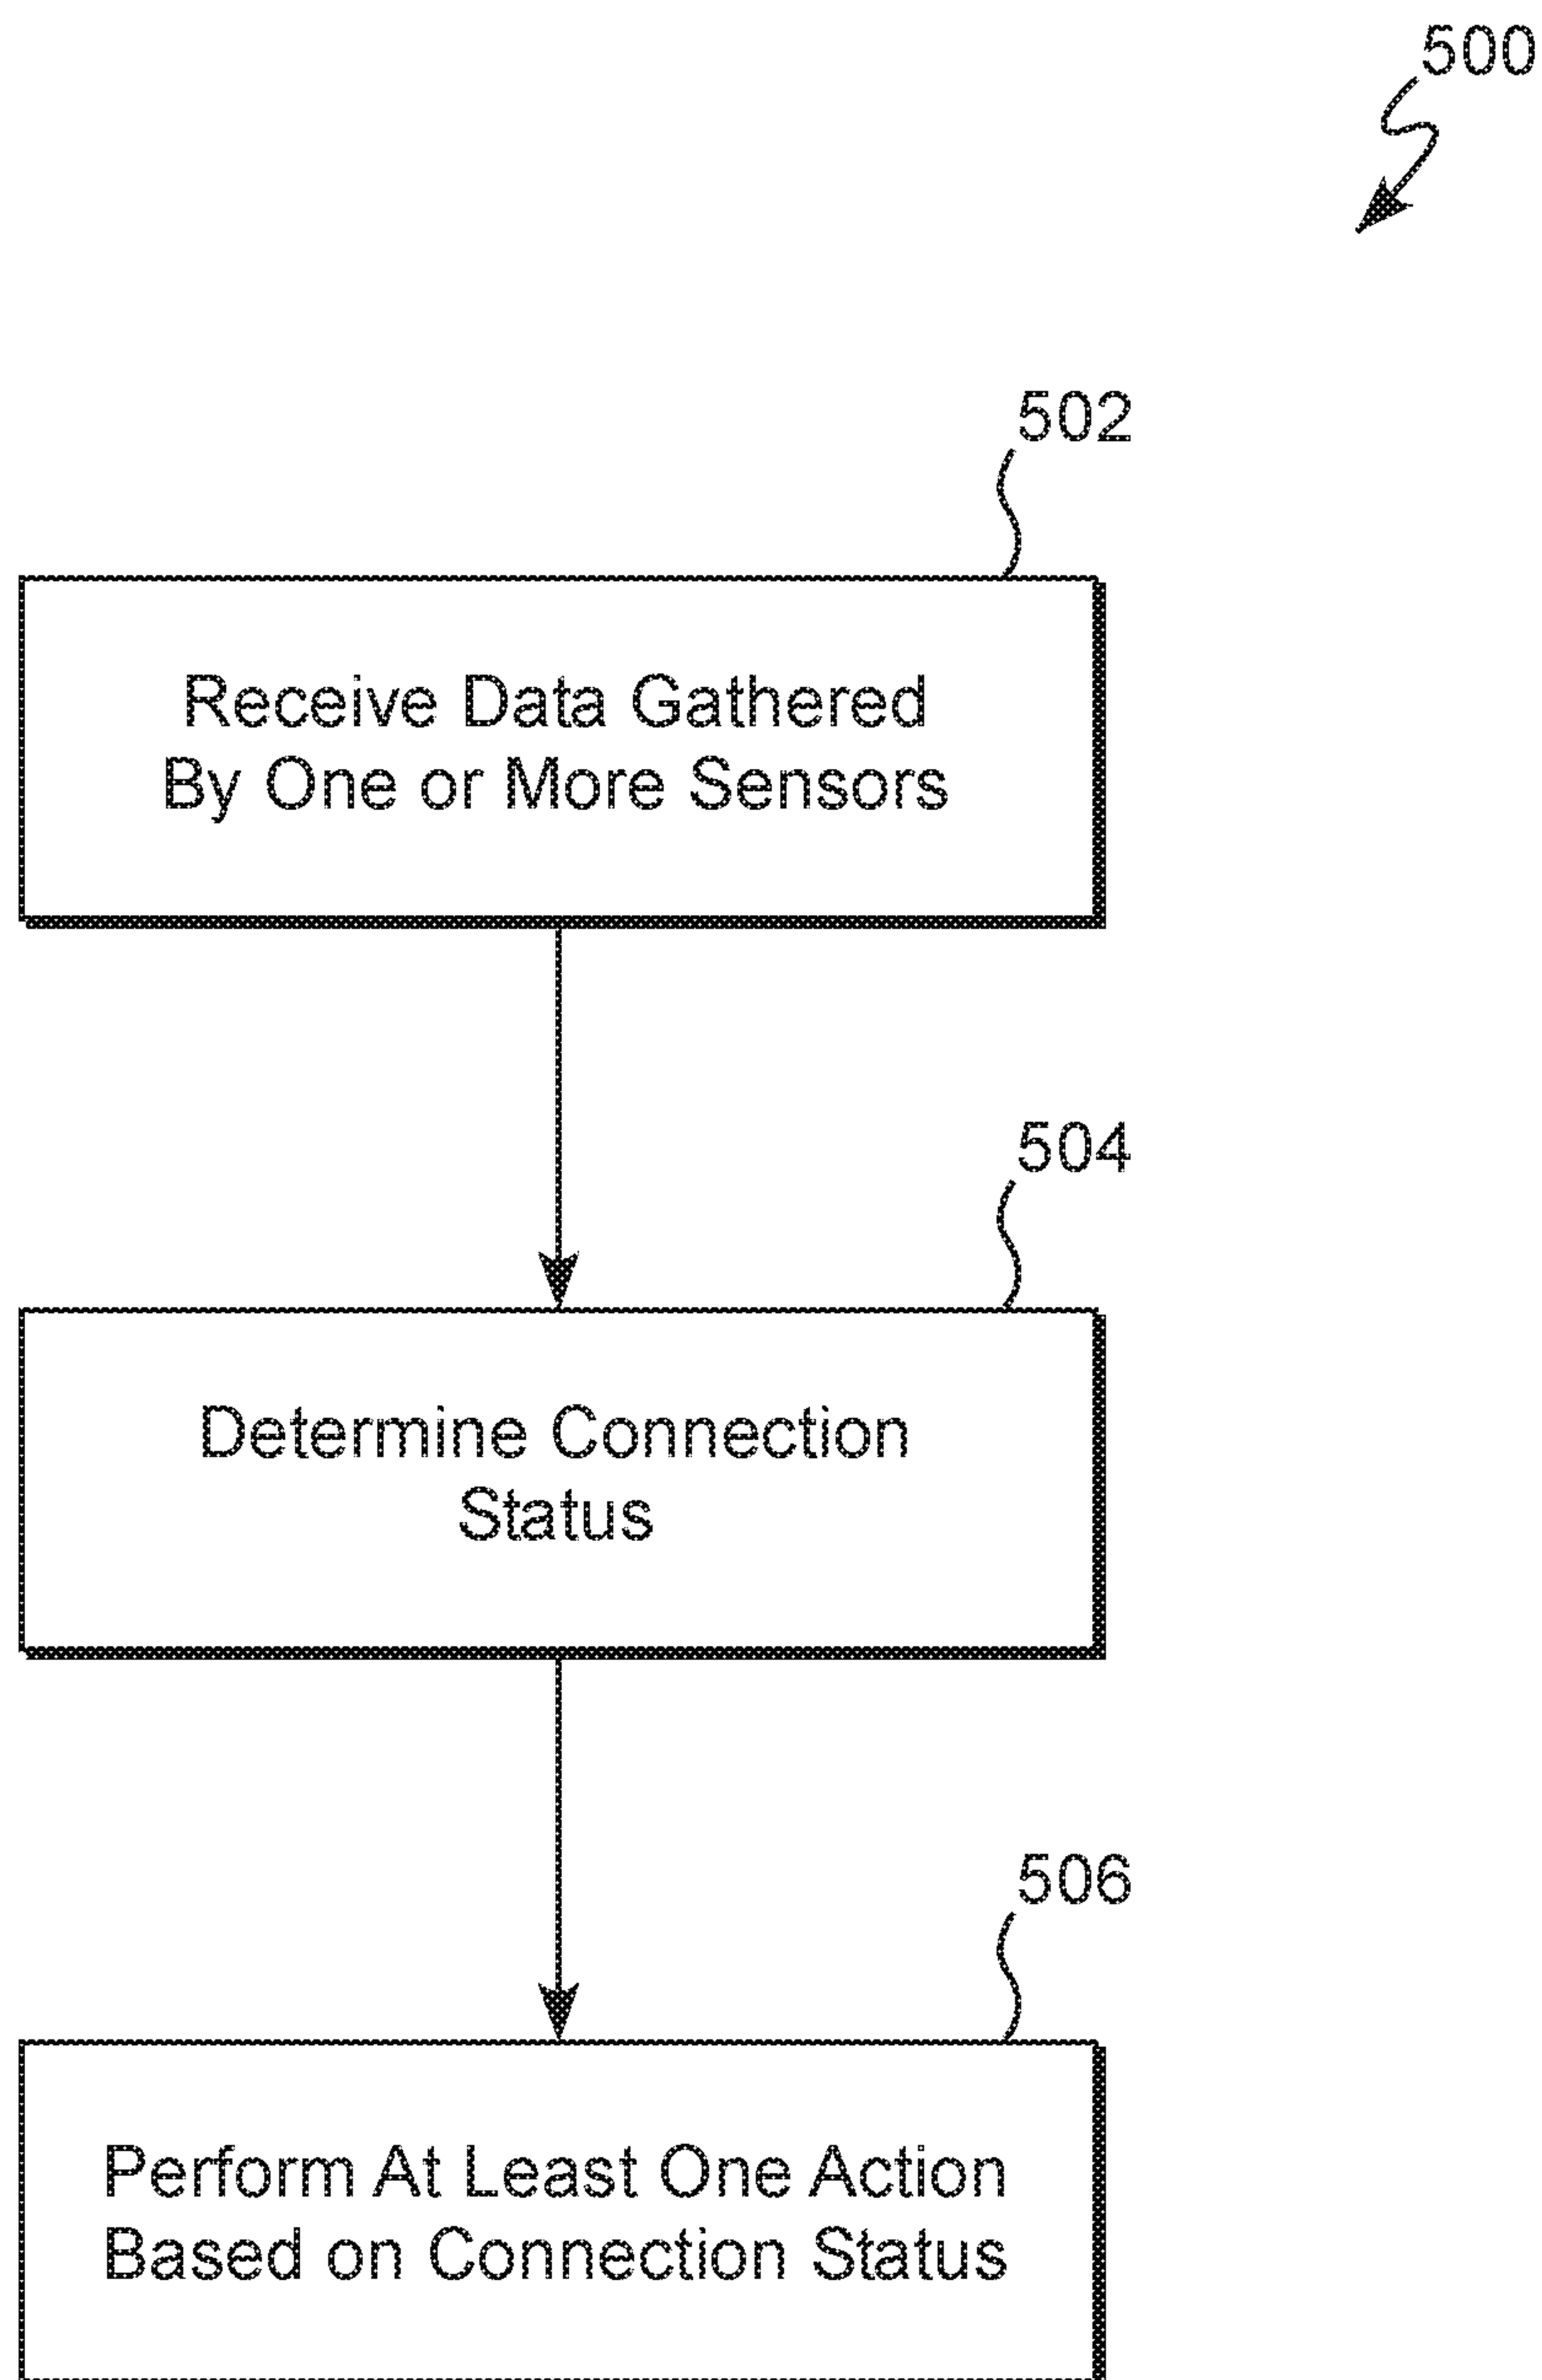 500
502
Receive Data Gathered
By One or More Sensors
504
Determine Connection
Status
506
Perform At Least One Action
Based on Connection Status